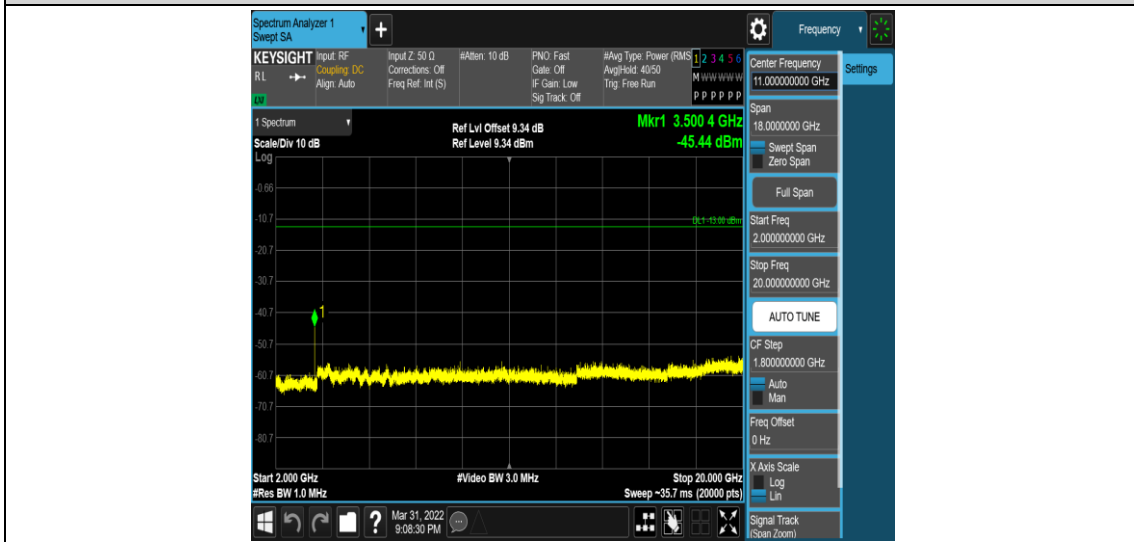 Spectrum Analyzer 1
Swept SA
+
Frequency
KEYSIGHT
RL
LXI
Input: RF
Coupling: DC
Align: Auto
Input Z: 50 Ω
Corrections: Off
Freq Ref: Int (S)
#Atten: 10 dB
PNO: Fast
Gate: Off
IF Gain: Low
Sig Track: Off
#Avg Type: Power (RMS
Avg|Hold: 40/50
Trig: Free Run
1 2 3 4 5 6
M W W W W W
P P P P P P
Center Frequency
11.000000000 GHz
Settings
Span
18.0000000 GHz
Swept Span
Zero Span
Full Span
Start Freq
2.000000000 GHz
Stop Freq
20.000000000 GHz
AUTO TUNE
CF Step
1.800000000 GHz
Auto
Man
Freq Offset
0 Hz
X Axis Scale
Log
Lin
Signal Track
(Span Zoom)
1 Spectrum
Scale/Div 10 dB
Log
Ref Lvl Offset 9.34 dB
Ref Level 9.34 dBm
Mkr1 3.500 4 GHz
-45.44 dBm
-0.66
-10.7
DL1 -13.00 dBm
-20.7
-30.7
-40.7
1
-50.7
-60.7
-70.7
-80.7
Start 2.000 GHz
#Video BW 3.0 MHz
Stop 20.000 GHz
#Res BW 1.0 MHz
Sweep ~35.7 ms (20000 pts)
?
Mar 31, 2022
9:08:30 PM